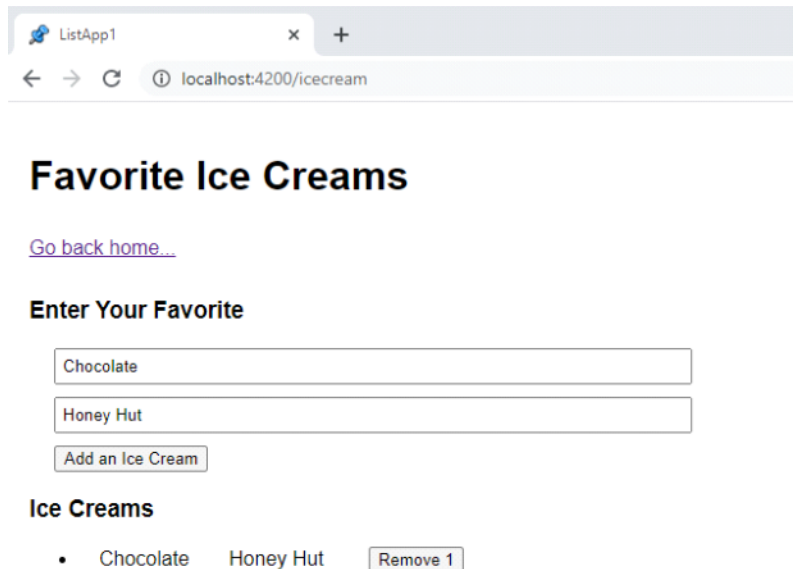 ListApp1
localhost:4200/icecream
Favorite Ice Creams
Go back home...
Enter Your Favorite
Chocolate
Honey Hut
Add an Ice Cream
Ice Creams
Chocolate Honey Hut Remove 1